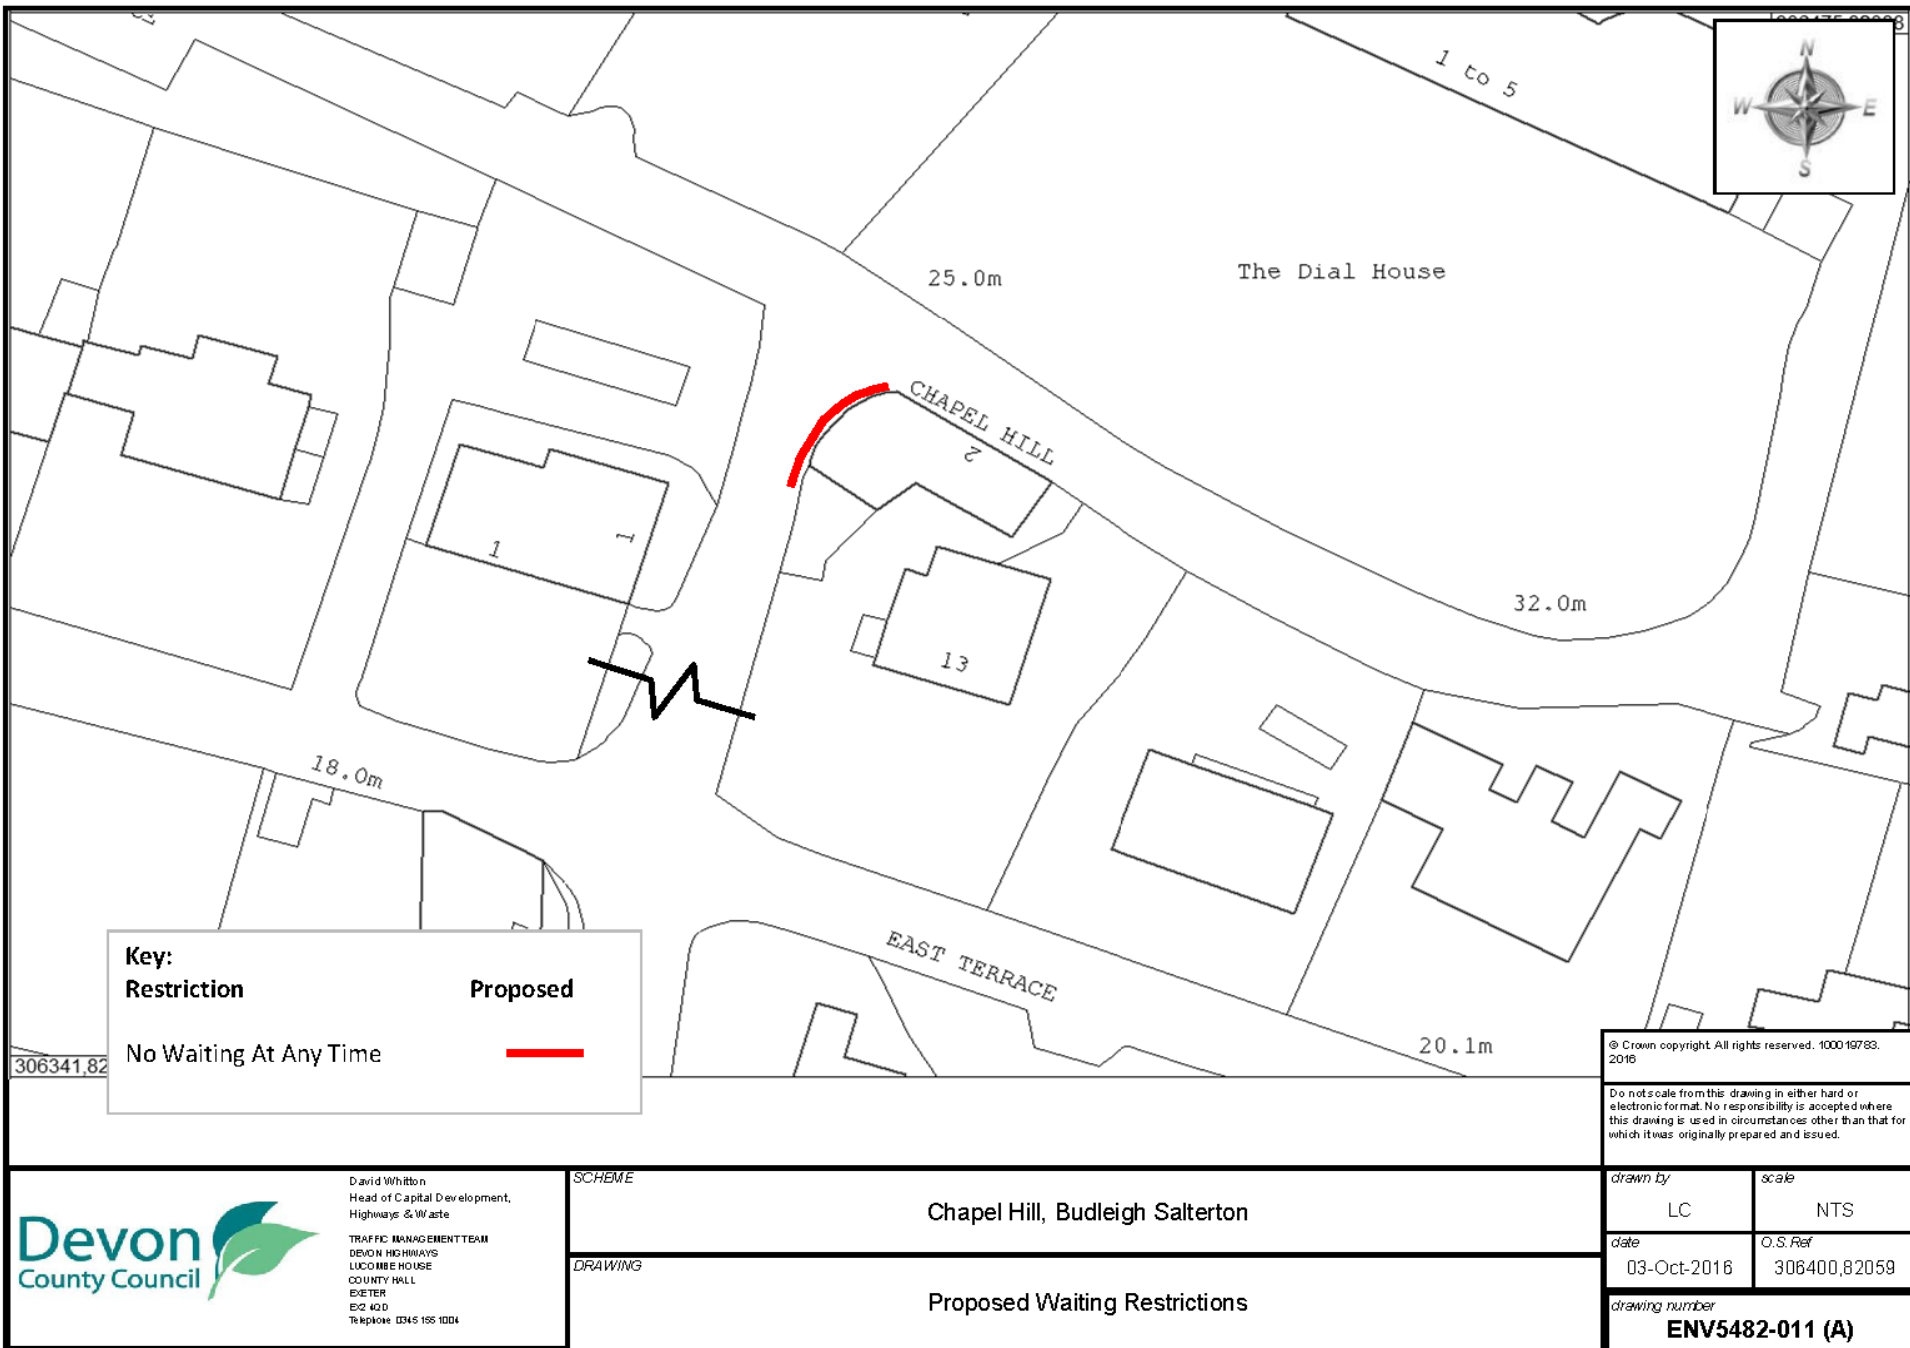 1 to 5
N
W E
S
25.0m
The Dial House
CHAPEL HILL
2
1
1
32.0m
13
18.0m
EAST TERRACE
20.1m
306341,82
Key:
Restriction Proposed
No Waiting At Any Time
© Crown copyright. All rights reserved. 100019783.
2016
Do not scale from this drawing in either hard or
electronic format. No responsibility is accepted where
this drawing is used in circumstances other than that for
which it was originally prepared and issued.
Devon
County Council
David Whitton
Head of Capital Development,
Highways & Waste
TRAFFIC MANAGEMENT TEAM
DEVON HIGHWAYS
LUCOMBE HOUSE
COUNTY HALL
EXETER
EX2 4QD
Telephone 0345 155 1004
SCHEME
Chapel Hill, Budleigh Salterton
DRAWING
Proposed Waiting Restrictions
drawn by
LC
scale
NTS
date
03-Oct-2016
O.S.Ref
306400,82059
drawing number
ENV5482-011 (A)